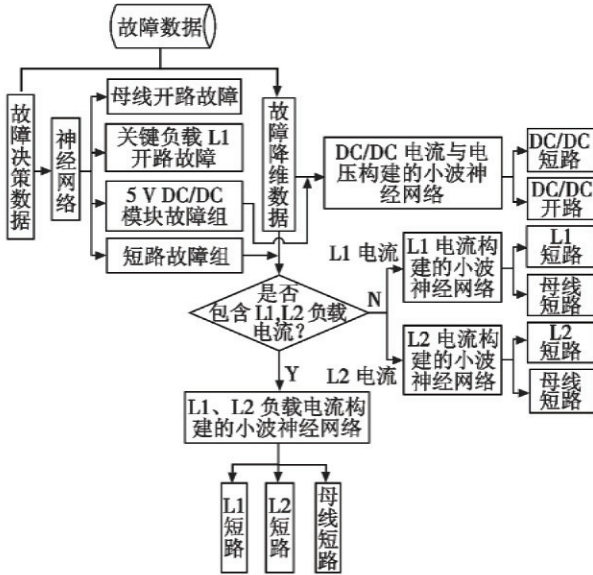 故障数据
故障决策数据
神经网络
母线开路故障
关键负载 L1
开路故障
5 V DC/DC
模块故障组
短路故障组
故障降维数据
DC/DC 电流与电
压构建的小波神
经网络
DC/DC
短路
DC/DC
开路
是否
包含 L1,L2 负载
电流？
N
L1 电流
L1 电流构
建的小波
神经网络
L1
短路
母线
短路
L2 电流
L2 电流构
建的小波
神经网络
L2
短路
母线
短路
Y
L1、L2 负载电流构
建的小波神经网络
L1短路
L2短路
母线短路